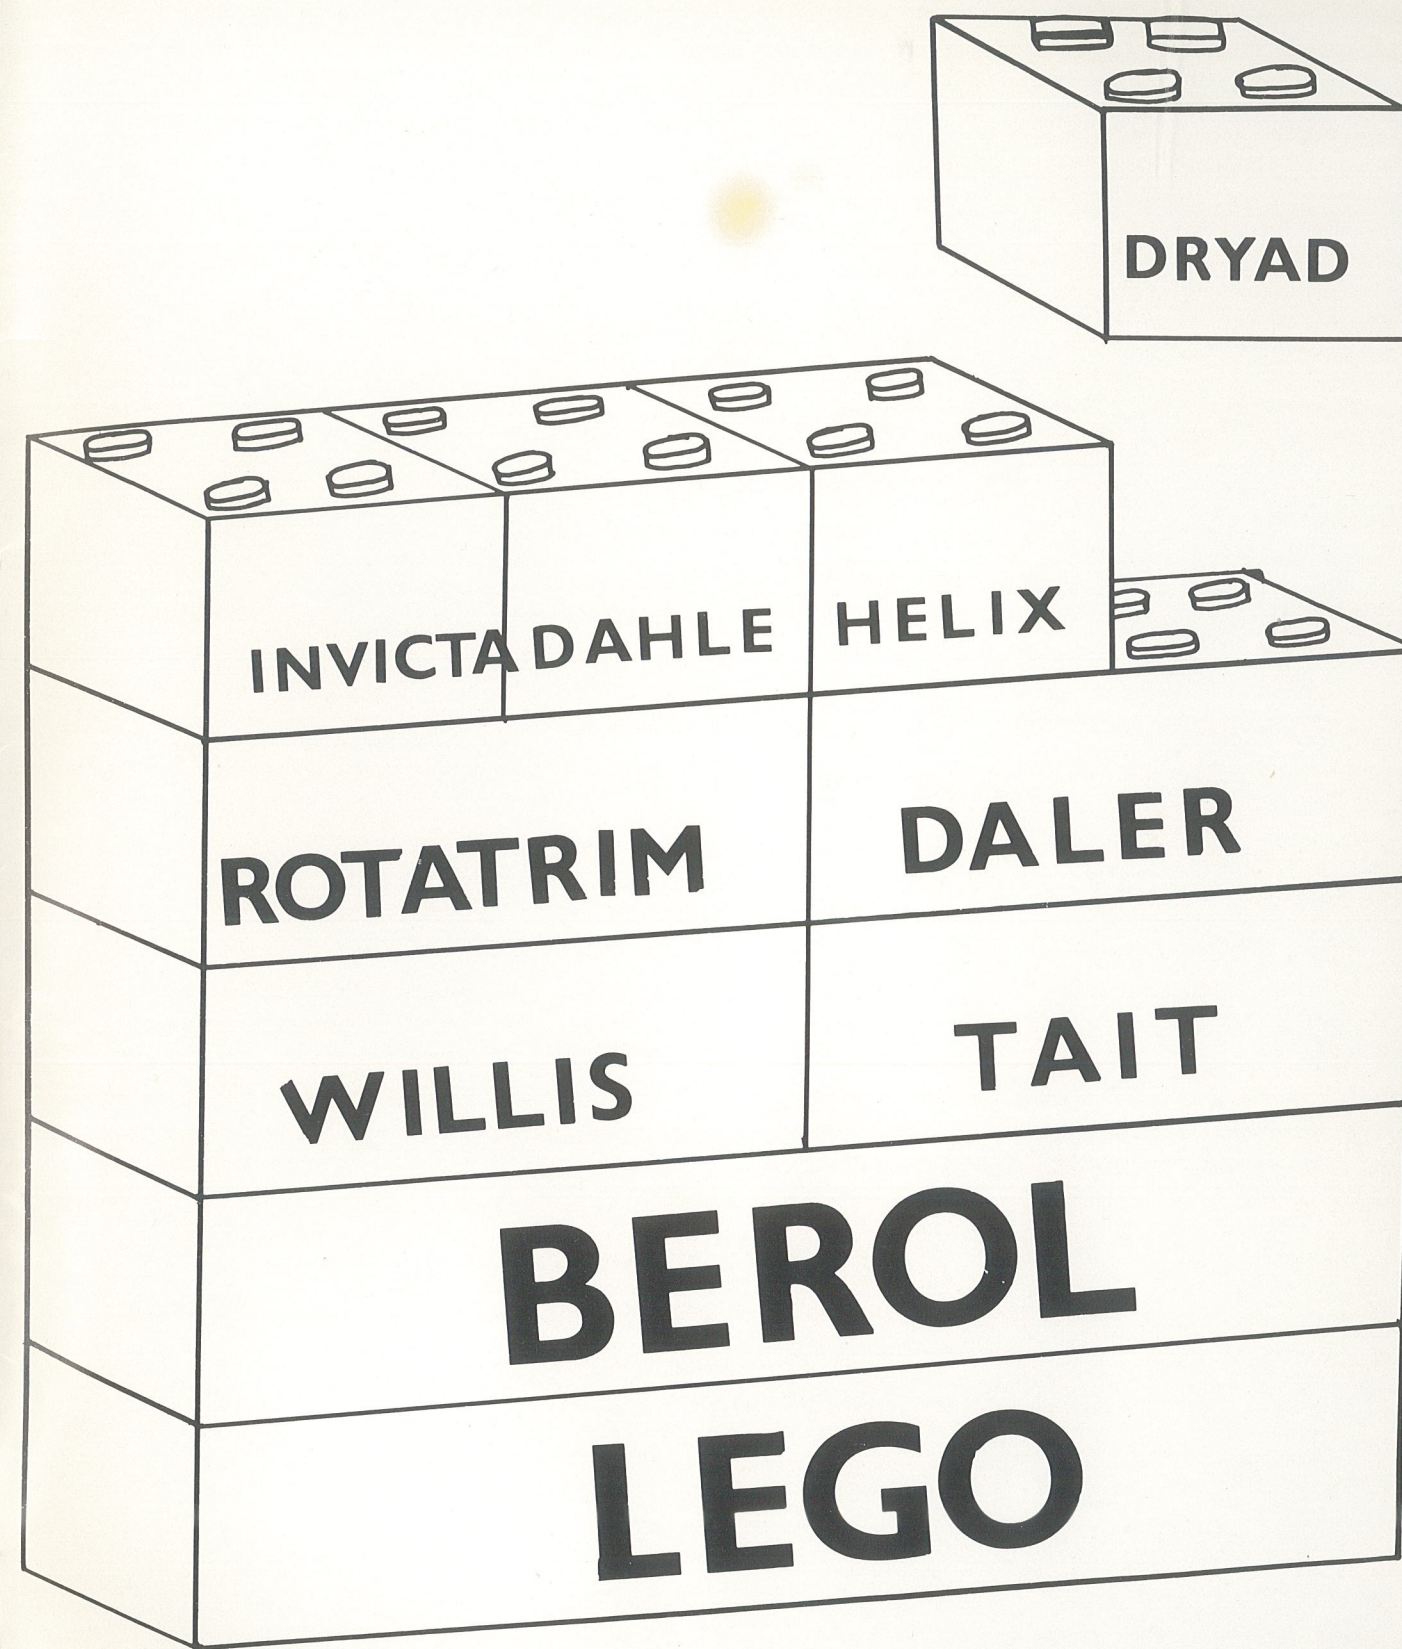 DRYAD
INVICTA DAHLE HELIX
ROTATRIM DALER
WILLIS TAIT
BEROL
LEGO